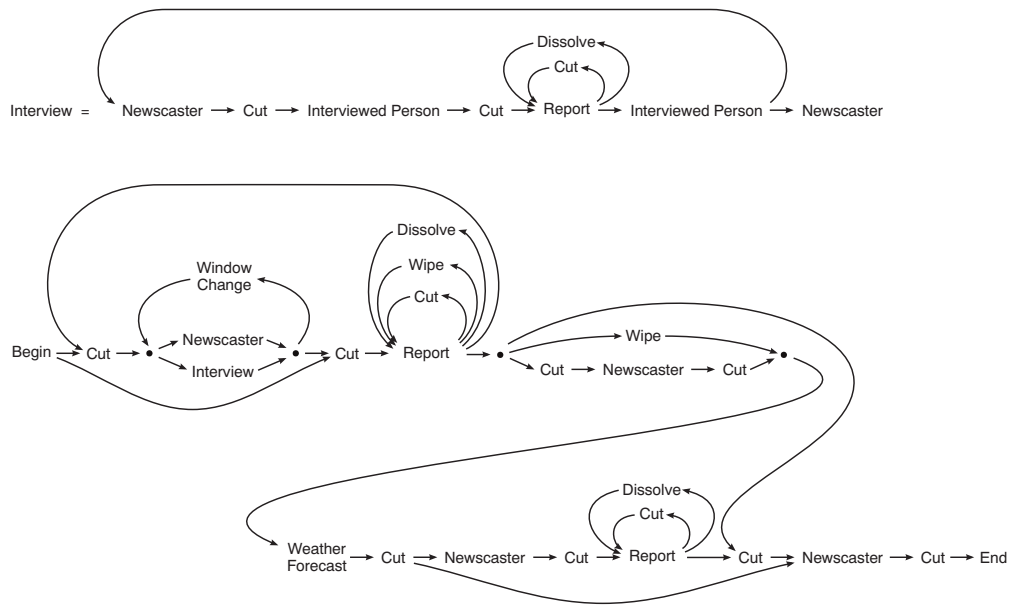 Dissolve
Cut
Interview = Newscaster Cut Interviewed Person Cut Report Interviewed Person Newscaster
Dissolve
Window
Change
Wipe
Cut
Newscaster
Wipe
Begin Cut Cut Report
Interview
Cut Newscaster Cut
Dissolve
Cut
Weather
Forecast
Cut Newscaster Cut Report Cut Newscaster Cut End